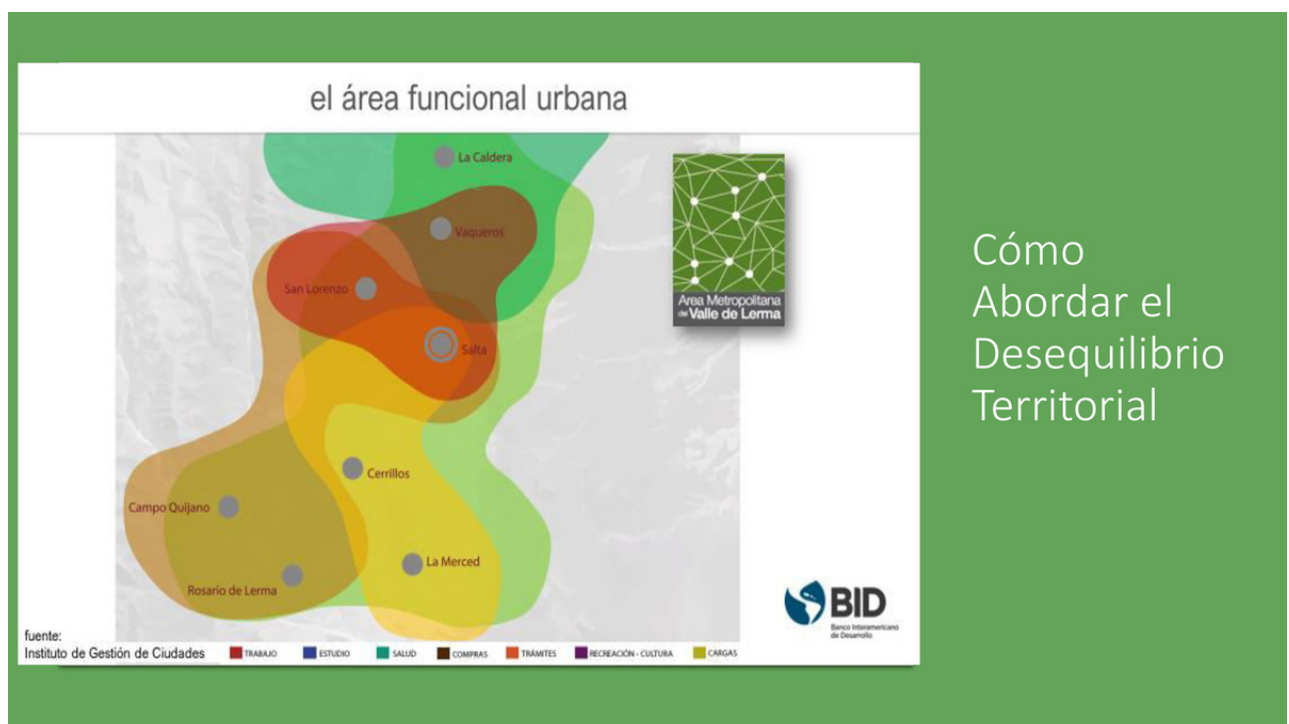 el área funcional urbana
La Caldera
Vaqueros
San Lorenzo
Salta
Cerrillos
Campo Quijano
La Merced
Rosario de Lerma
Area Metropolitana
del Valle de Lerma
BID
Banco Interamericano
de Desarrollo
fuente:
Instituto de Gestión de Ciudades
TRABAJO
ESTUDIO
SALUD
COMPRAS
TRÁMITES
RECREACIÓN - CULTURA
CARGAS
Cómo
Abordar el
Desequilibrio
Territorial